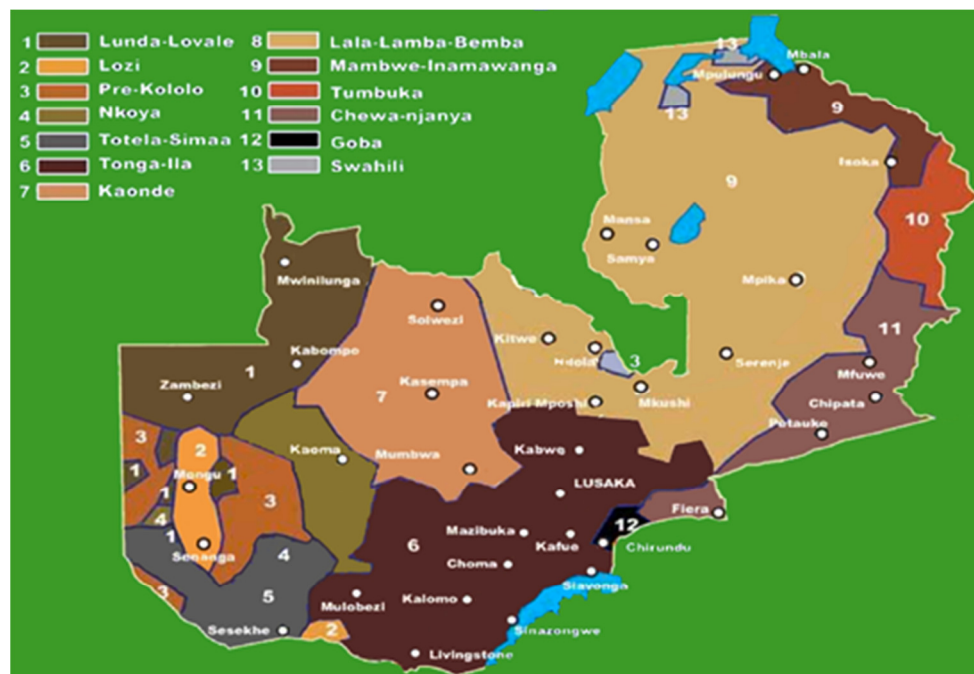 1 Lunda-Lovale
2 Lozi
3 Pre-Kololo
4 Nkoya
5 Totela-Simaa
6 Tonga-Ila
7 Kaonde
8 Lala-Lamba-Bemba
9 Mambwe-Inamawanga
10 Tumbuka
11 Chewa-njanya
12 Goba
13 Swahili
13
Mbala
Mpulungu
13
9
Isoka
9
10
Mansa
Samya
Mwinilunga
Mpika
Solwezi
11
Kitwe
Ndola
3
Serenje
Kabompo
Mfuwe
Zambezi
1
7
Kasempa
Kapiri Mposhi
Mkushi
Chipata
Petauke
3
2
Kaoma
Mumbwa
Kabwe
1
Mongu
1
LUSAKA
1
3
4
Fiera
12
1
Senanga
4
6
Mazibuka
Kafue
Chirundu
Choma
Siavonga
3
5
Mulobezi
Kalomo
Sesekhe
2
Sinazongwe
Livingstone